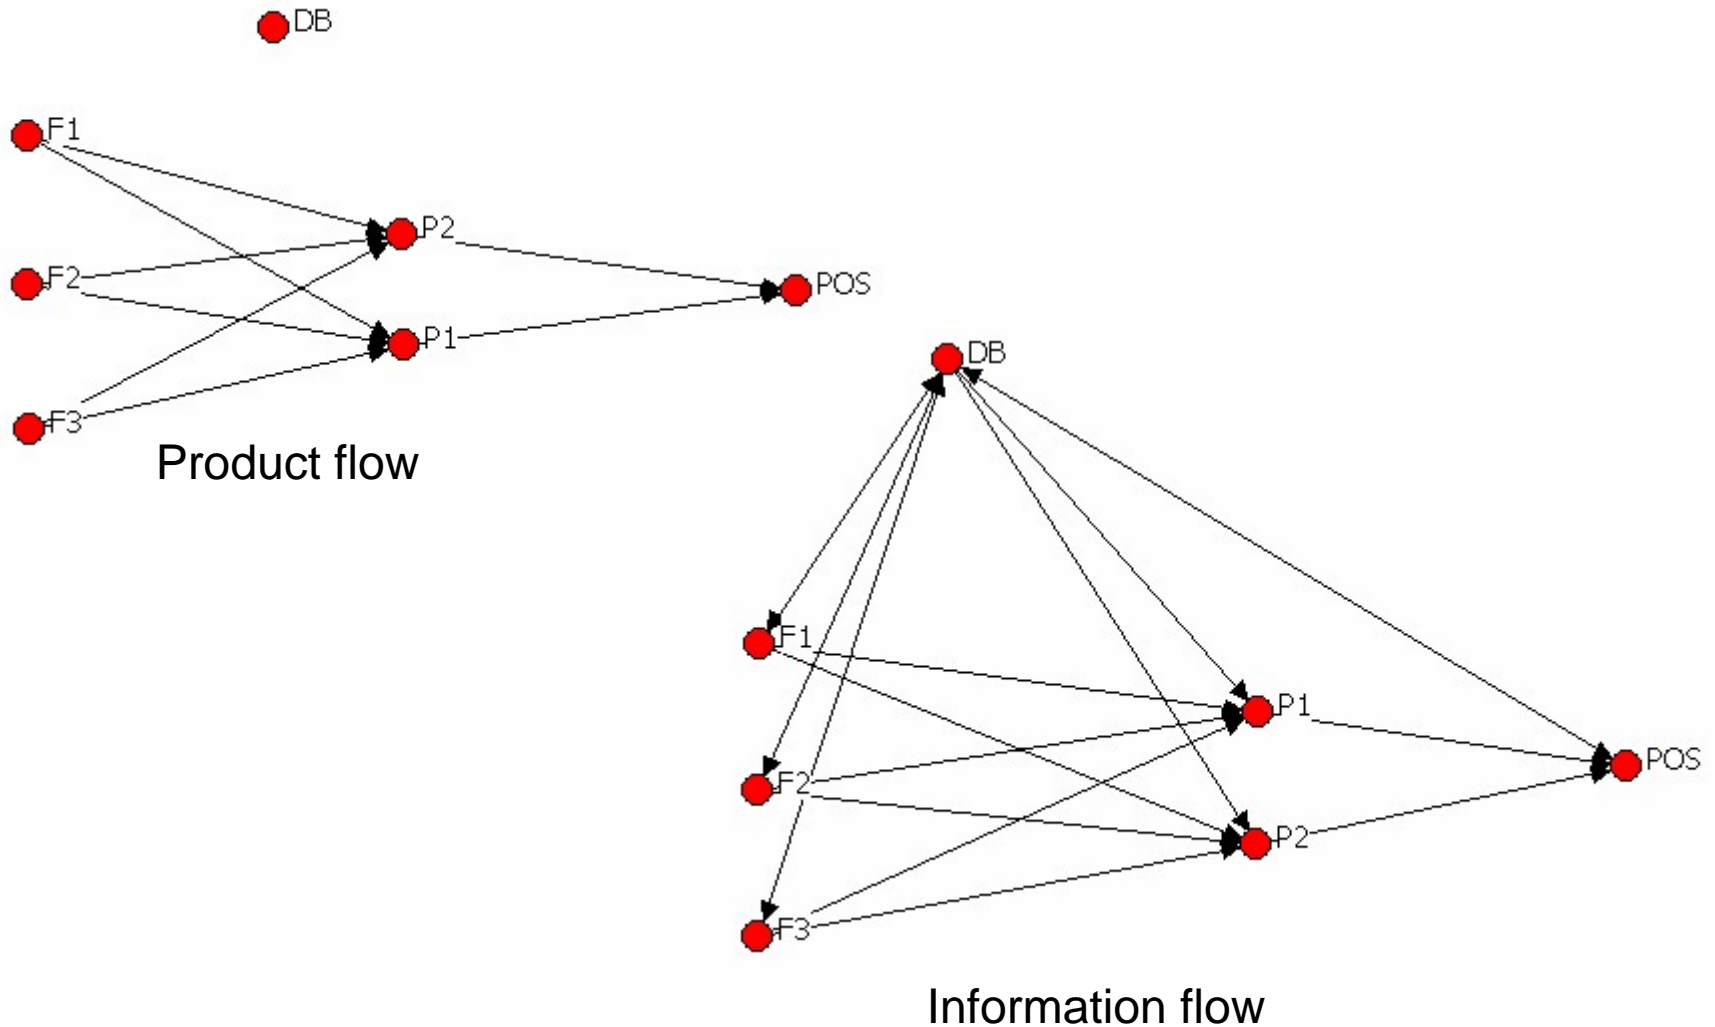 DB
F1
P2
F2
POS
P1
F3
Product flow
DB
F1
P1
POS
F2
P2
F3
Information flow